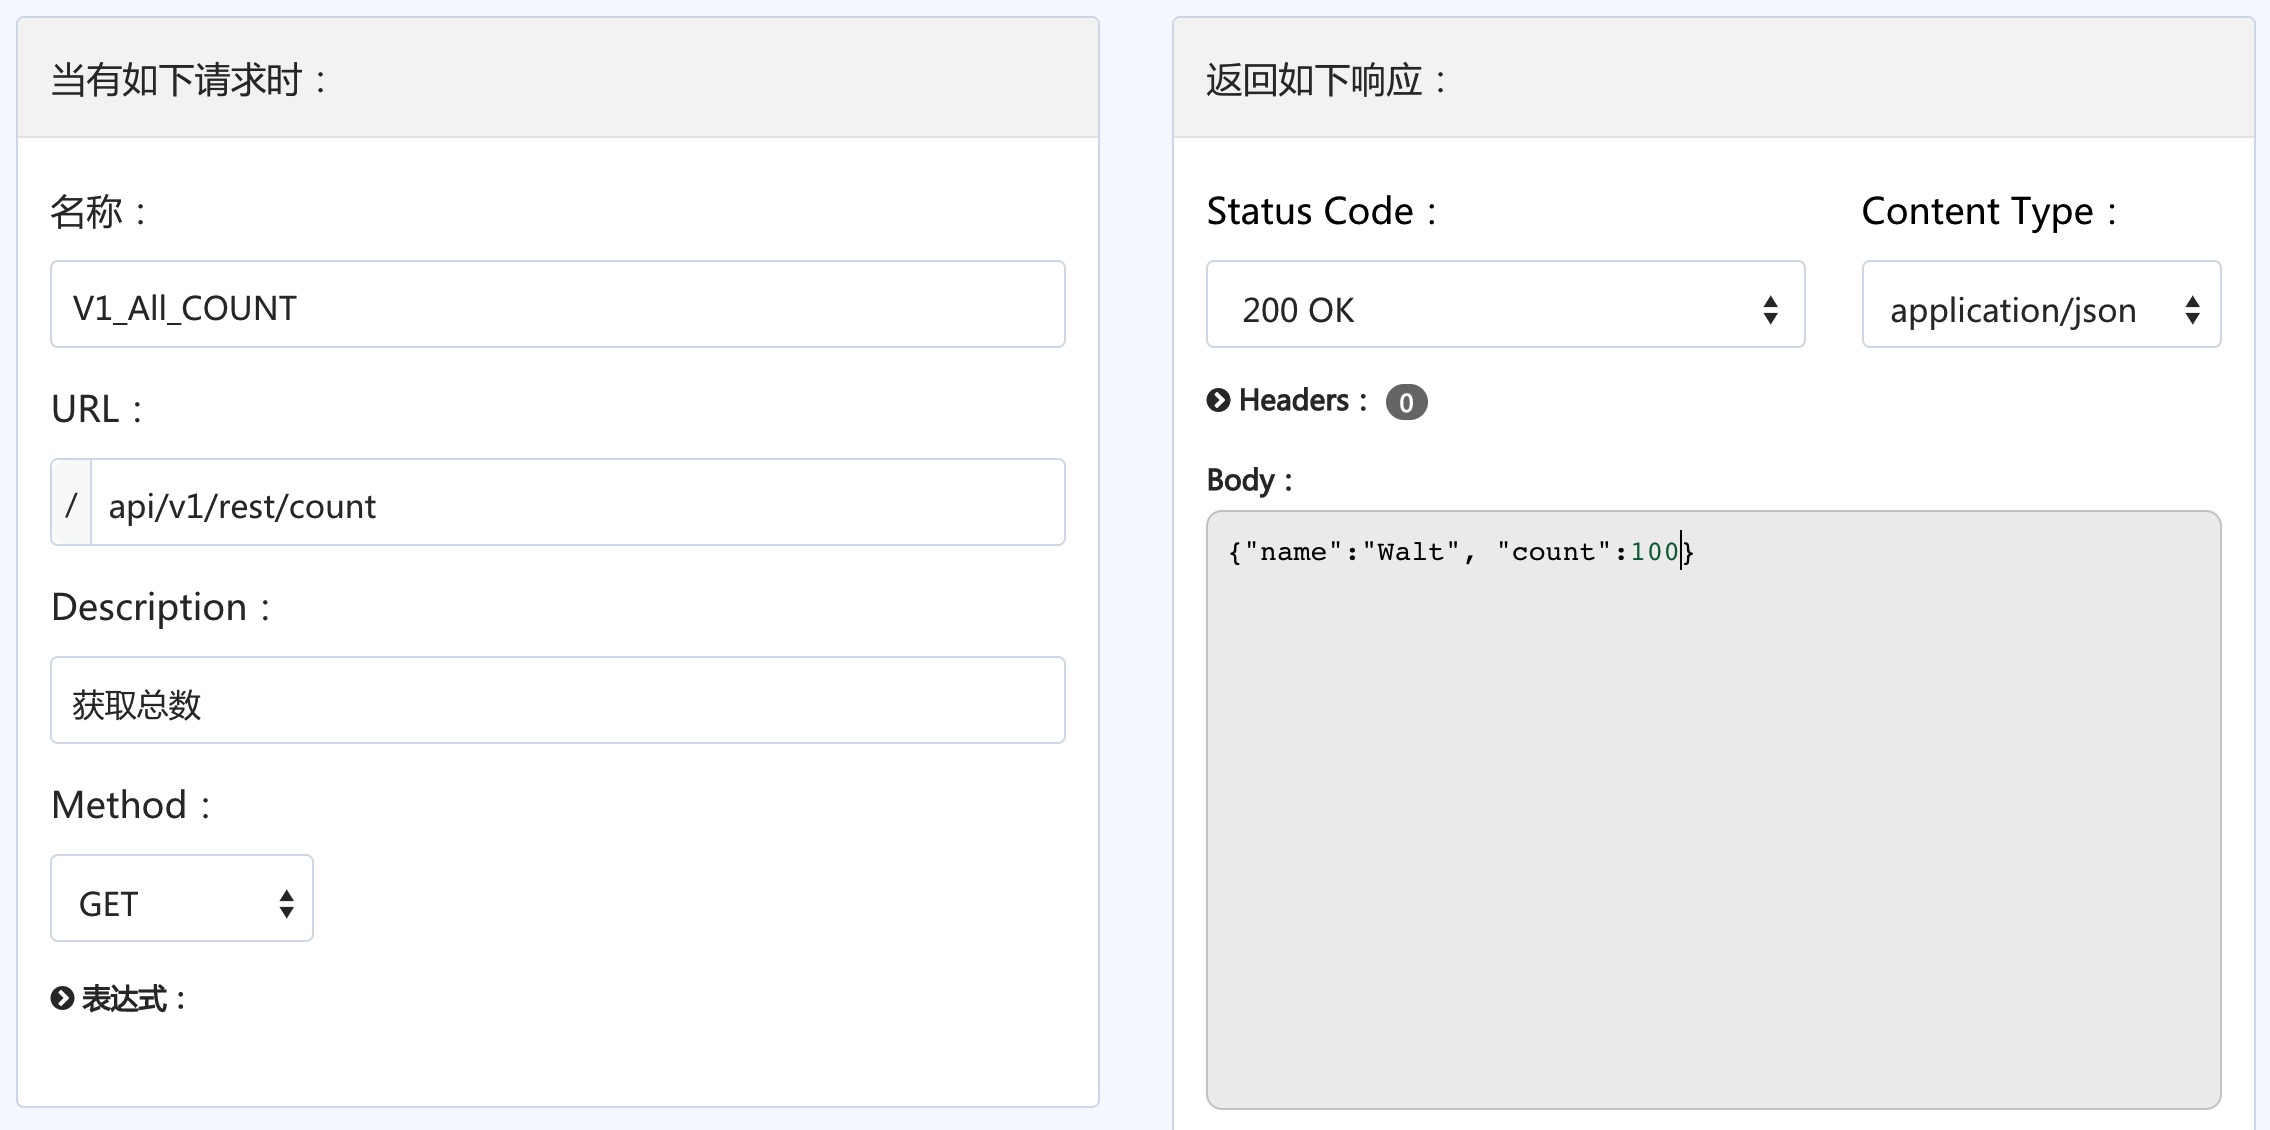 当有如下请求时：
名称：
V1_All_COUNT
URL：
/ api/v1/rest/count
Description：
获取总数
Method：
GET
表达式：
返回如下响应：
Status Code： Content Type：
200 OK application/json
Headers： 0
Body：
{"name":"Walt", "count":100}